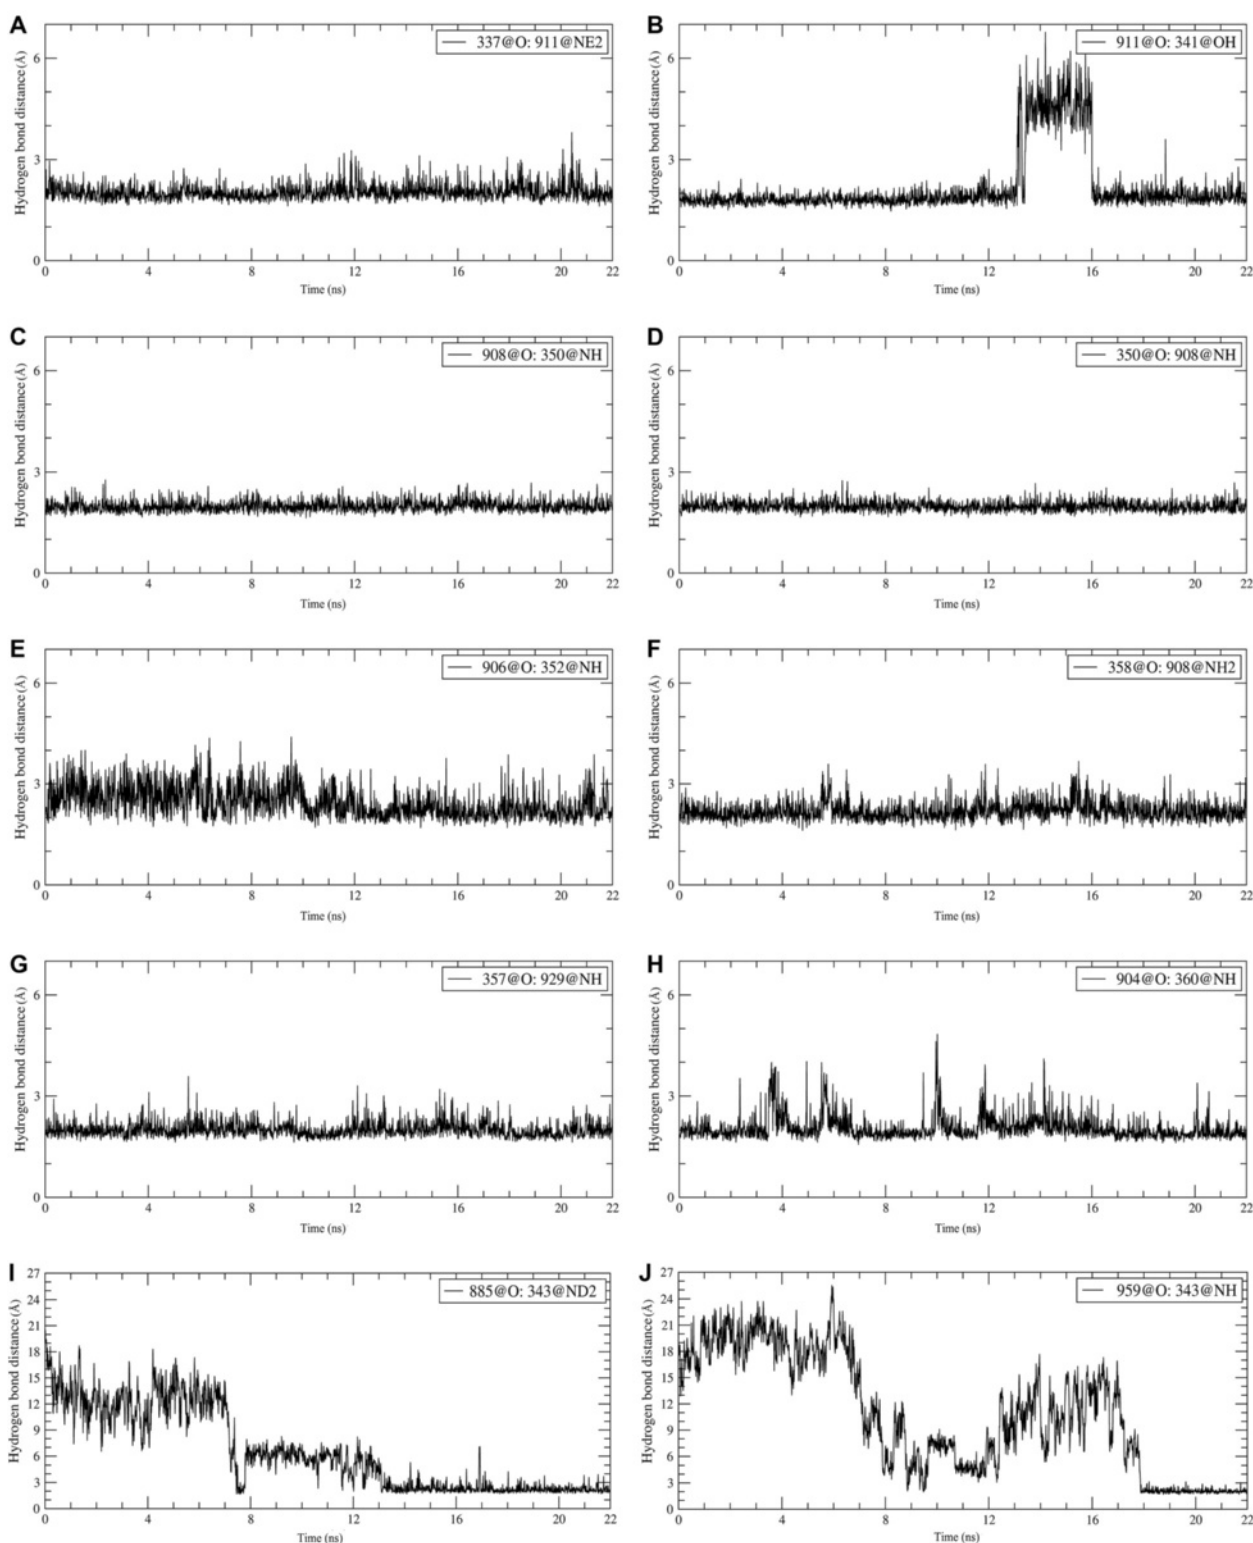 A
337@O: 911@NE2
Hydrogen bond distance (Å)
6
3
0
0 4 8 12 16 20 22
Time (ns)
B
911@O: 341@OH
Hydrogen bond distance (Å)
6
3
0
0 4 8 12 16 20 22
Time (ns)
C
908@O: 350@NH
Hydrogen bond distance (Å)
6
3
0
0 4 8 12 16 20 22
Time (ns)
D
350@O: 908@NH
Hydrogen bond distance (Å)
6
3
0
0 4 8 12 16 20 22
Time (ns)
E
906@O: 352@NH
Hydrogen bond distance (Å)
6
3
0
0 4 8 12 16 20 22
Time (ns)
F
358@O: 908@NH2
Hydrogen bond distance (Å)
6
3
0
0 4 8 12 16 20 22
Time (ns)
G
357@O: 929@NH
Hydrogen bond distance (Å)
6
3
0
0 4 8 12 16 20 22
Time (ns)
H
904@O: 360@NH
Hydrogen bond distance (Å)
6
3
0
0 4 8 12 16 20 22
Time (ns)
I
885@O: 343@ND2
Hydrogen bond distance (Å)
27
24
21
18
15
12
9
6
3
0
0 4 8 12 16 20 22
Time (ns)
J
959@O: 343@NH
Hydrogen bond distance (Å)
27
24
21
18
15
12
9
6
3
0
0 4 8 12 16 20 22
Time (ns)